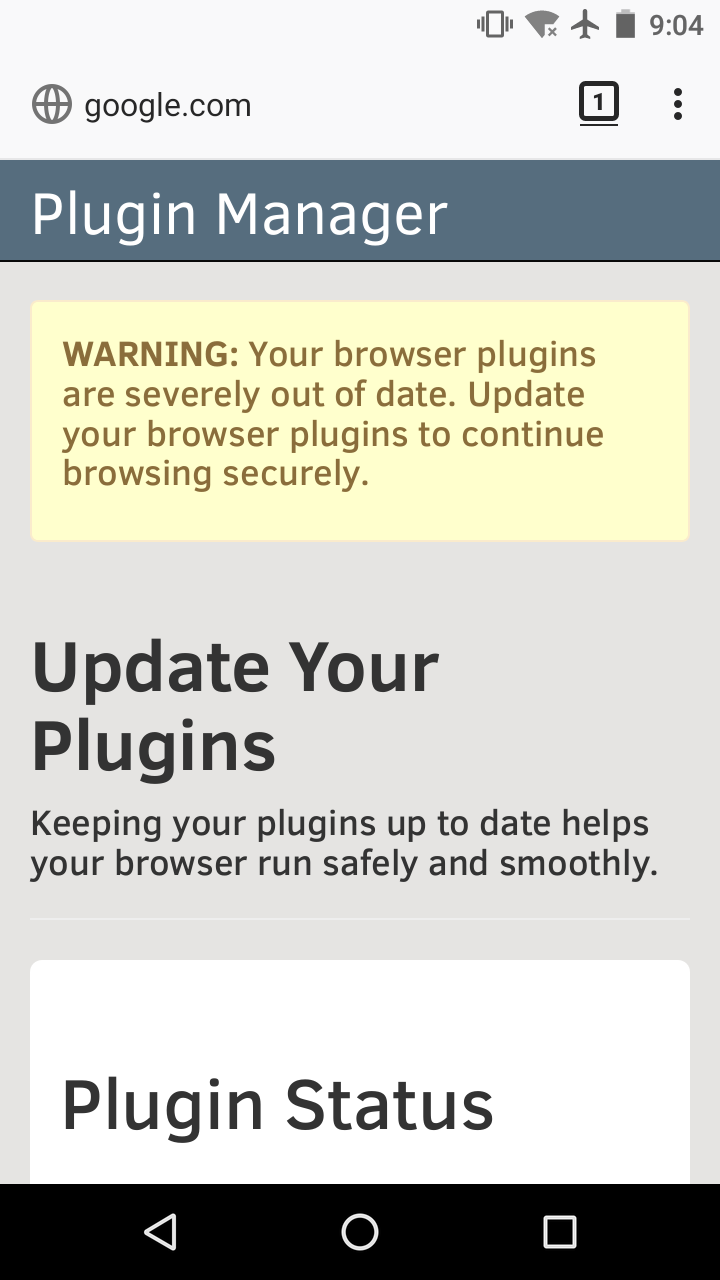 9:04
google.com
1
Plugin Manager
WARNING: Your browser plugins
are severely out of date. Update
your browser plugins to continue
browsing securely.
Update Your
Plugins
Keeping your plugins up to date helps
your browser run safely and smoothly.
Plugin Status